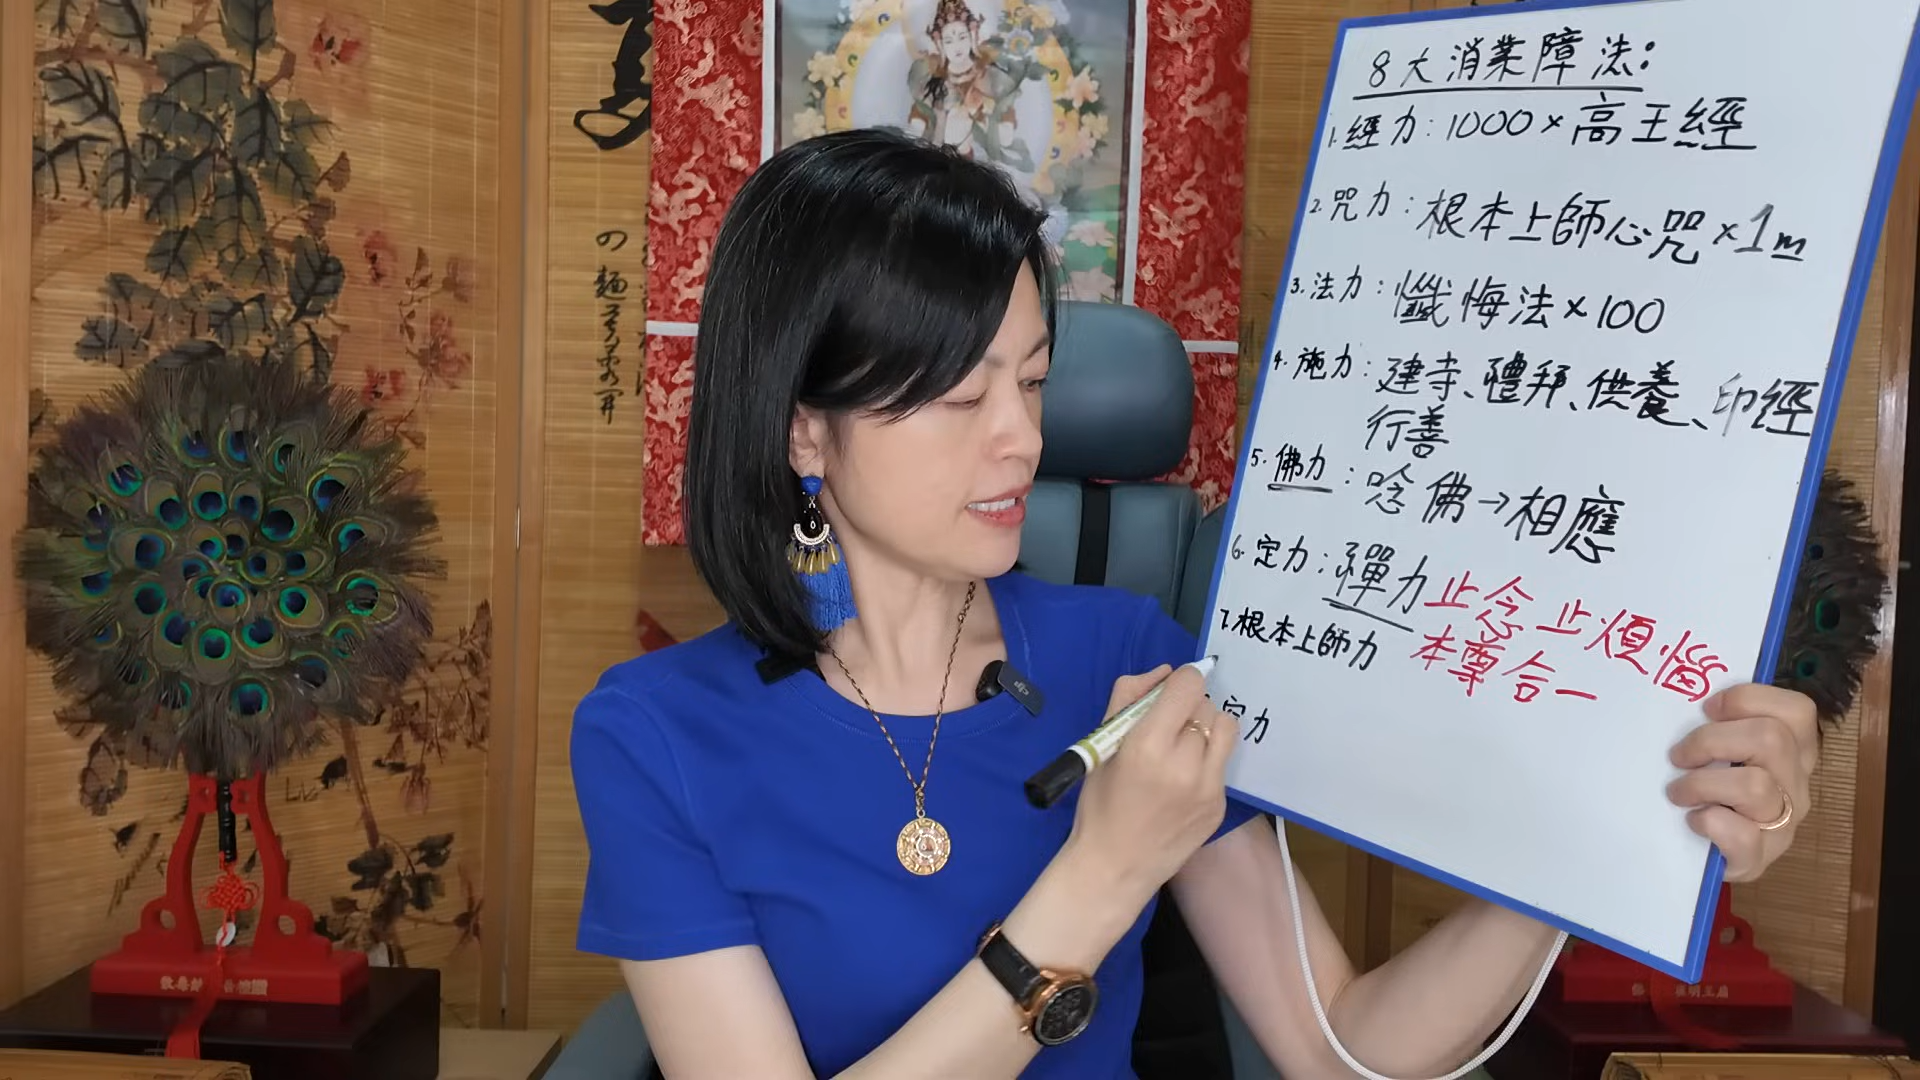 8大消業障法:
1. 經力: 1000×高王經
2. 咒力: 根本上師心咒×1m
3. 法力: 懺悔法×100
4. 施力: 建寺、禮拜、供養、印經
行善
5. 佛力: 唸佛→相應
6. 定力: 禪力 止念 止煩惱
本尊合一
7. 根本上師力
定力